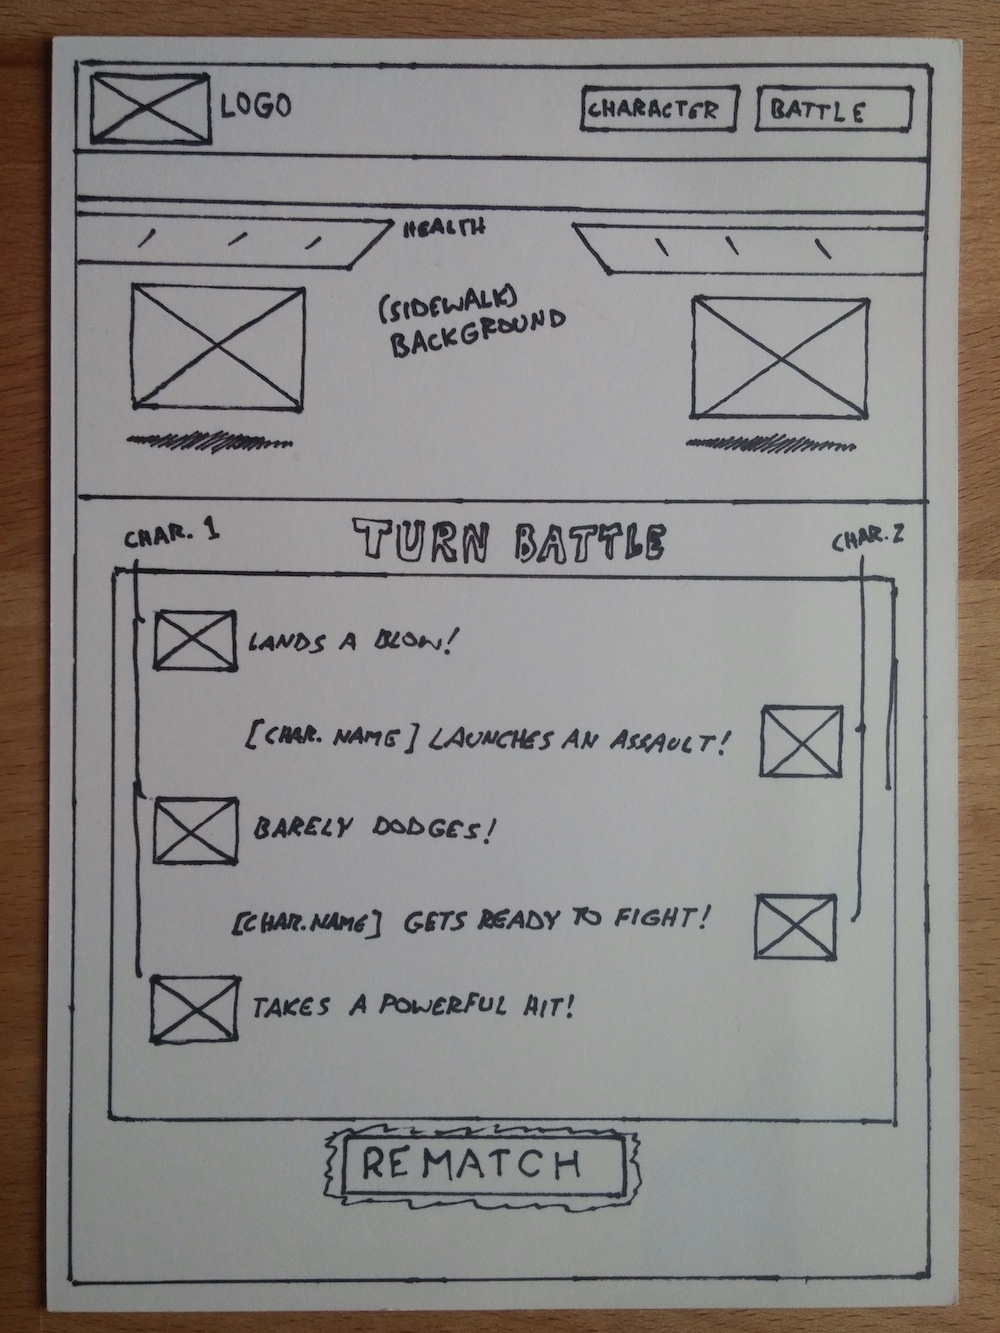 LOGO
CHARACTER
BATTLE
HEALTH
(SIDEWALK)
BACKGROUND
CHAR. 1
TURN BATTLE
CHAR. 2
LANDS A BLOW!
[CHAR. NAME] LAUNCHES AN ASSAULT!
BARELY DODGES!
[CHAR. NAME] GETS READY TO FIGHT!
TAKES A POWERFUL HIT!
REMATCH